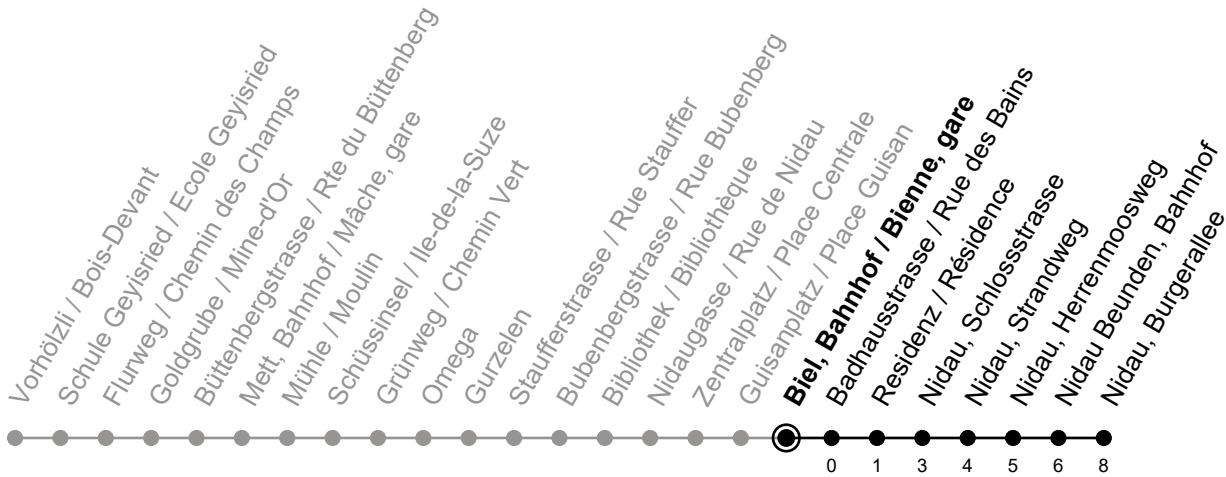 Vorhölzli / Bois-Devant
Schule Geyisried / Ecole Geyisried
Flurweg / Chemin des Champs
Goldgrube / Mine-d'Or
Büttenbergstrasse / Rte du Büttenberg
Mett, Bahnhof / Mâche, gare
Mühle / Moulin
Schüssinsel / Ile-de-la-Suze
Grünweg / Chemin Vert
Omega
Gurzelen
Staufferstrasse / Rue Stauffer
Bubenbergstrasse / Rue Bubenberg
Bibliothek / Bibliothèque
Nidaugasse / Rue de Nidau
Zentralplatz / Place Centrale
Guisanplatz / Place Guisan
Biel, Bahnhof / Bienne, gare
Badhausstrasse / Rue des Bains
Residenz / Résidence
Nidau, Schlossstrasse
Nidau, Strandweg
Nidau, Herrenmoosweg
Nidau Beunden, Bahnhof
Nidau, Burgerallee
0 1 3 4 5 6 8